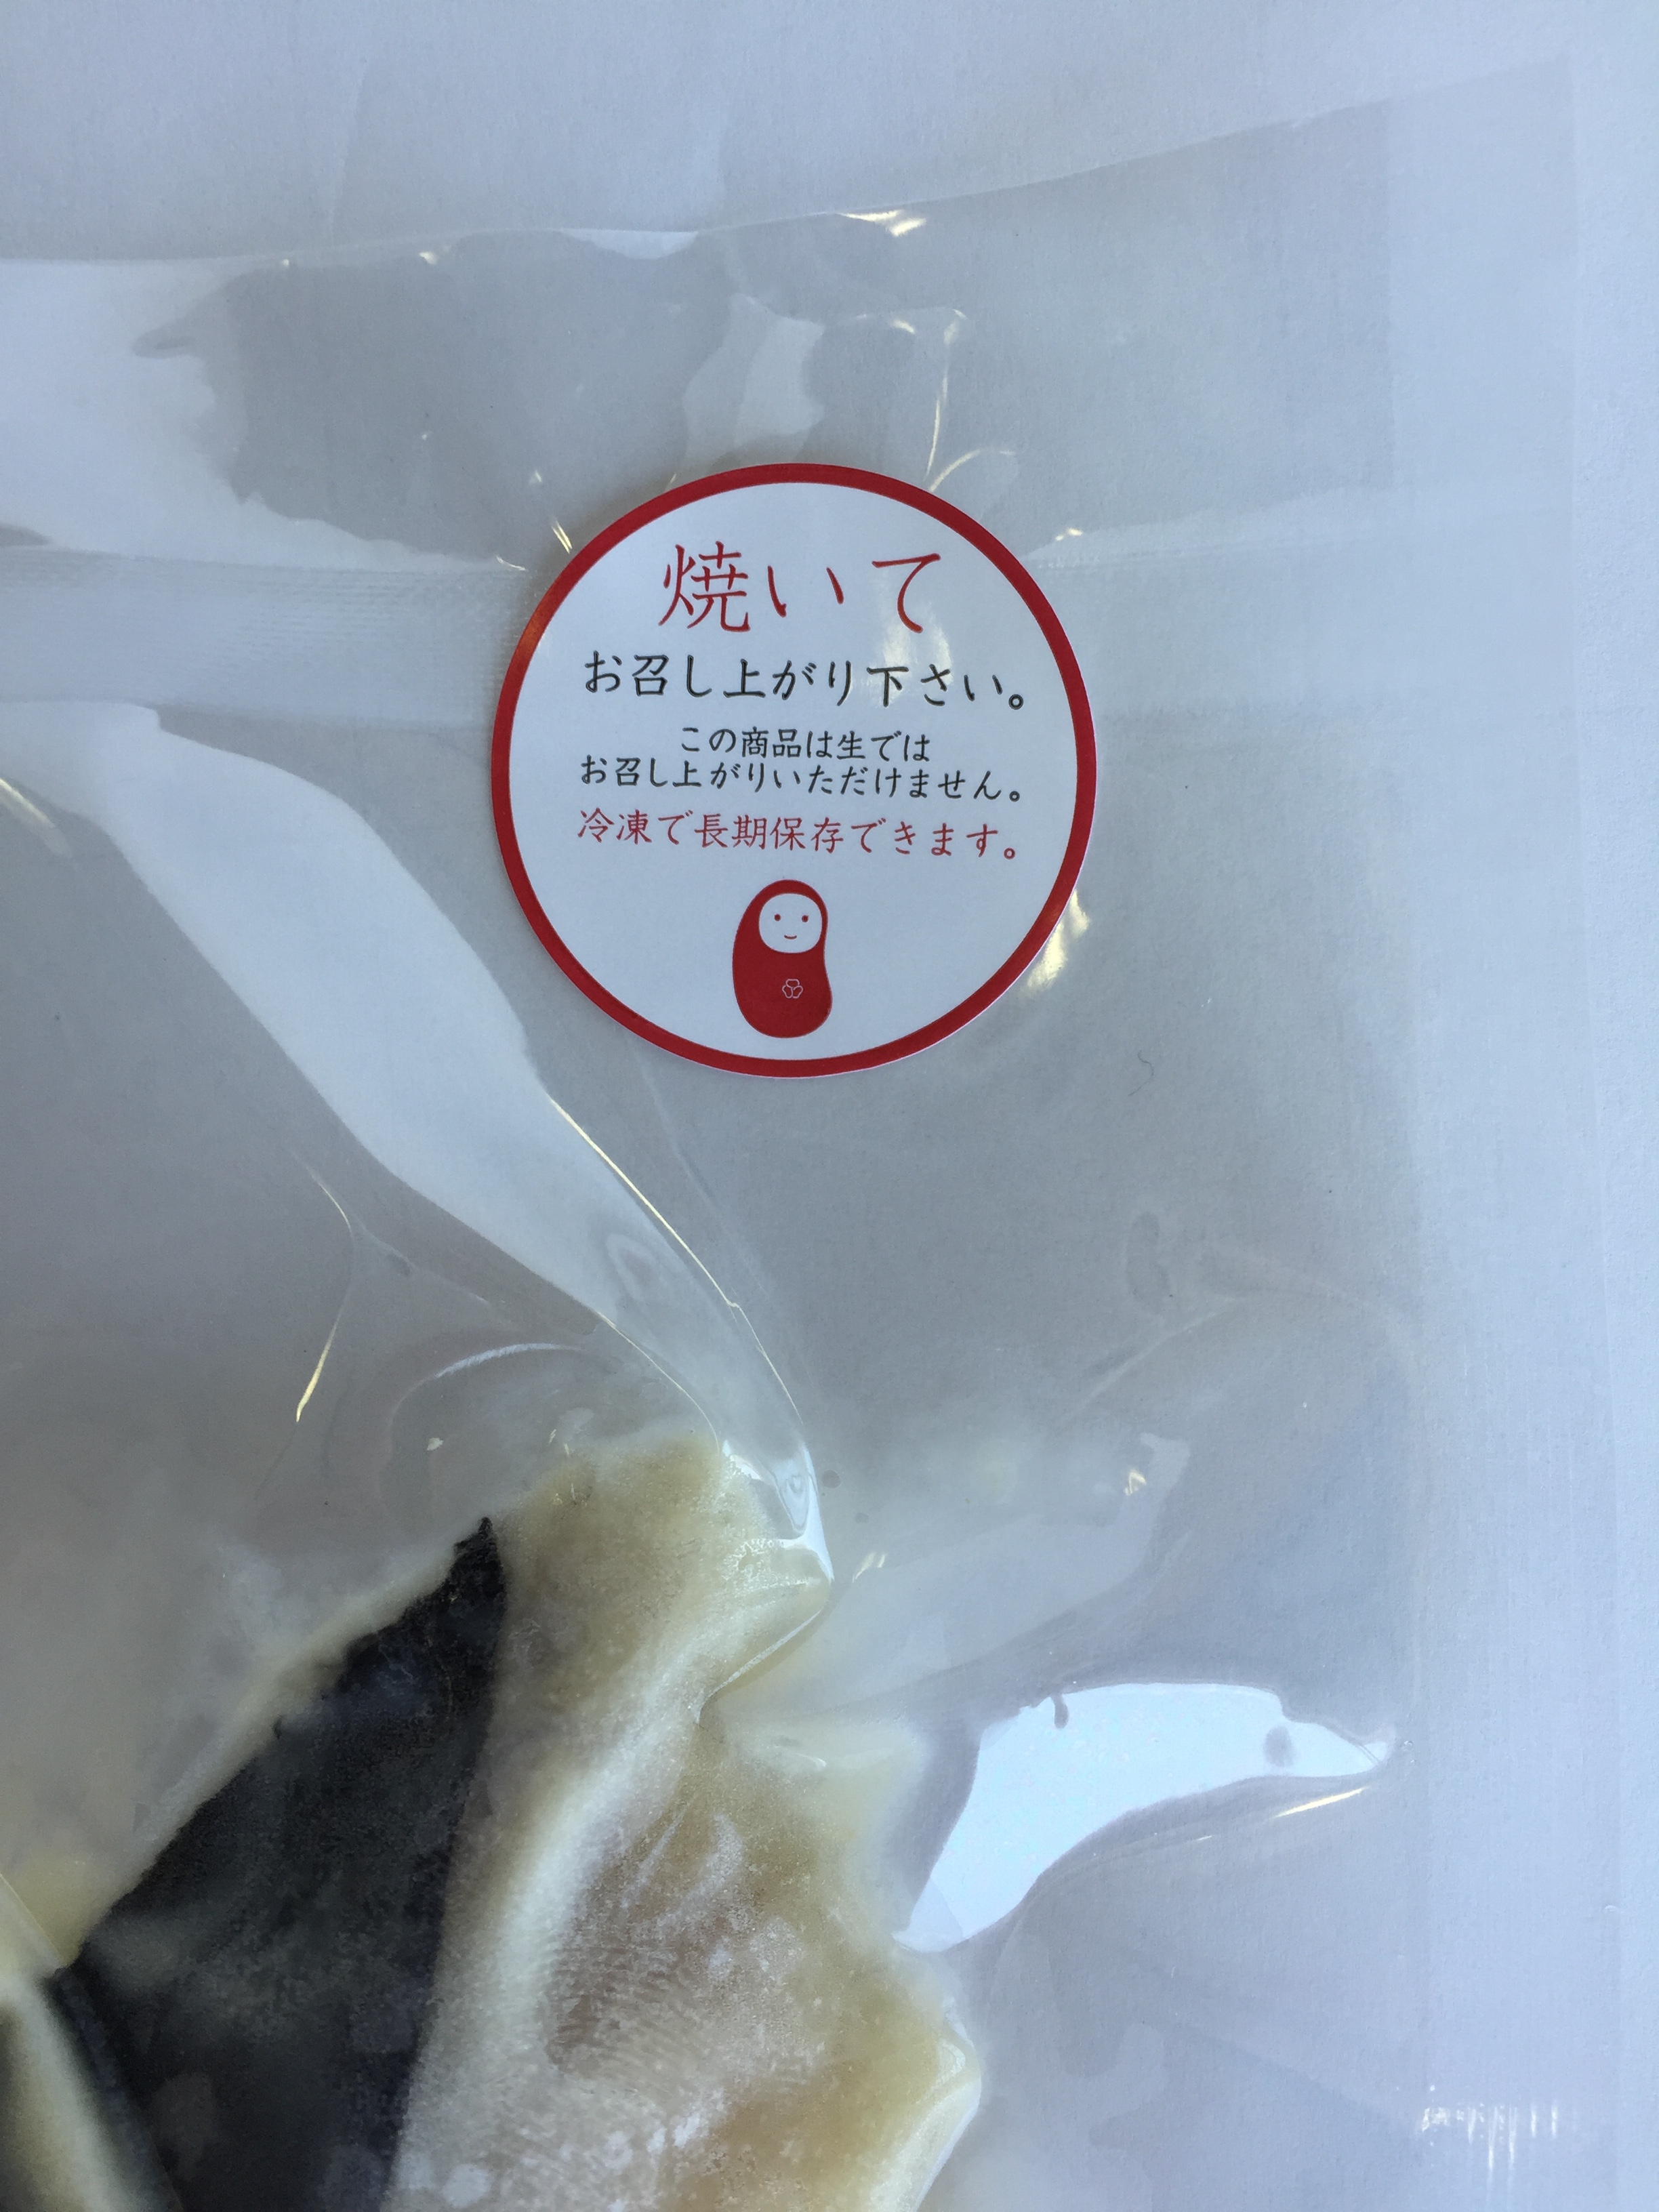 焼いて
お召し上がり下さい。
この商品は生では
お召し上がりいただけません。
冷凍で長期保存できます。